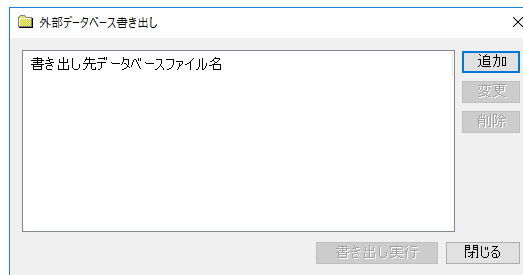 外部データベース書き出し
書き出し先データベースファイル名
追加
変更
削除
書き出し実行
閉じる